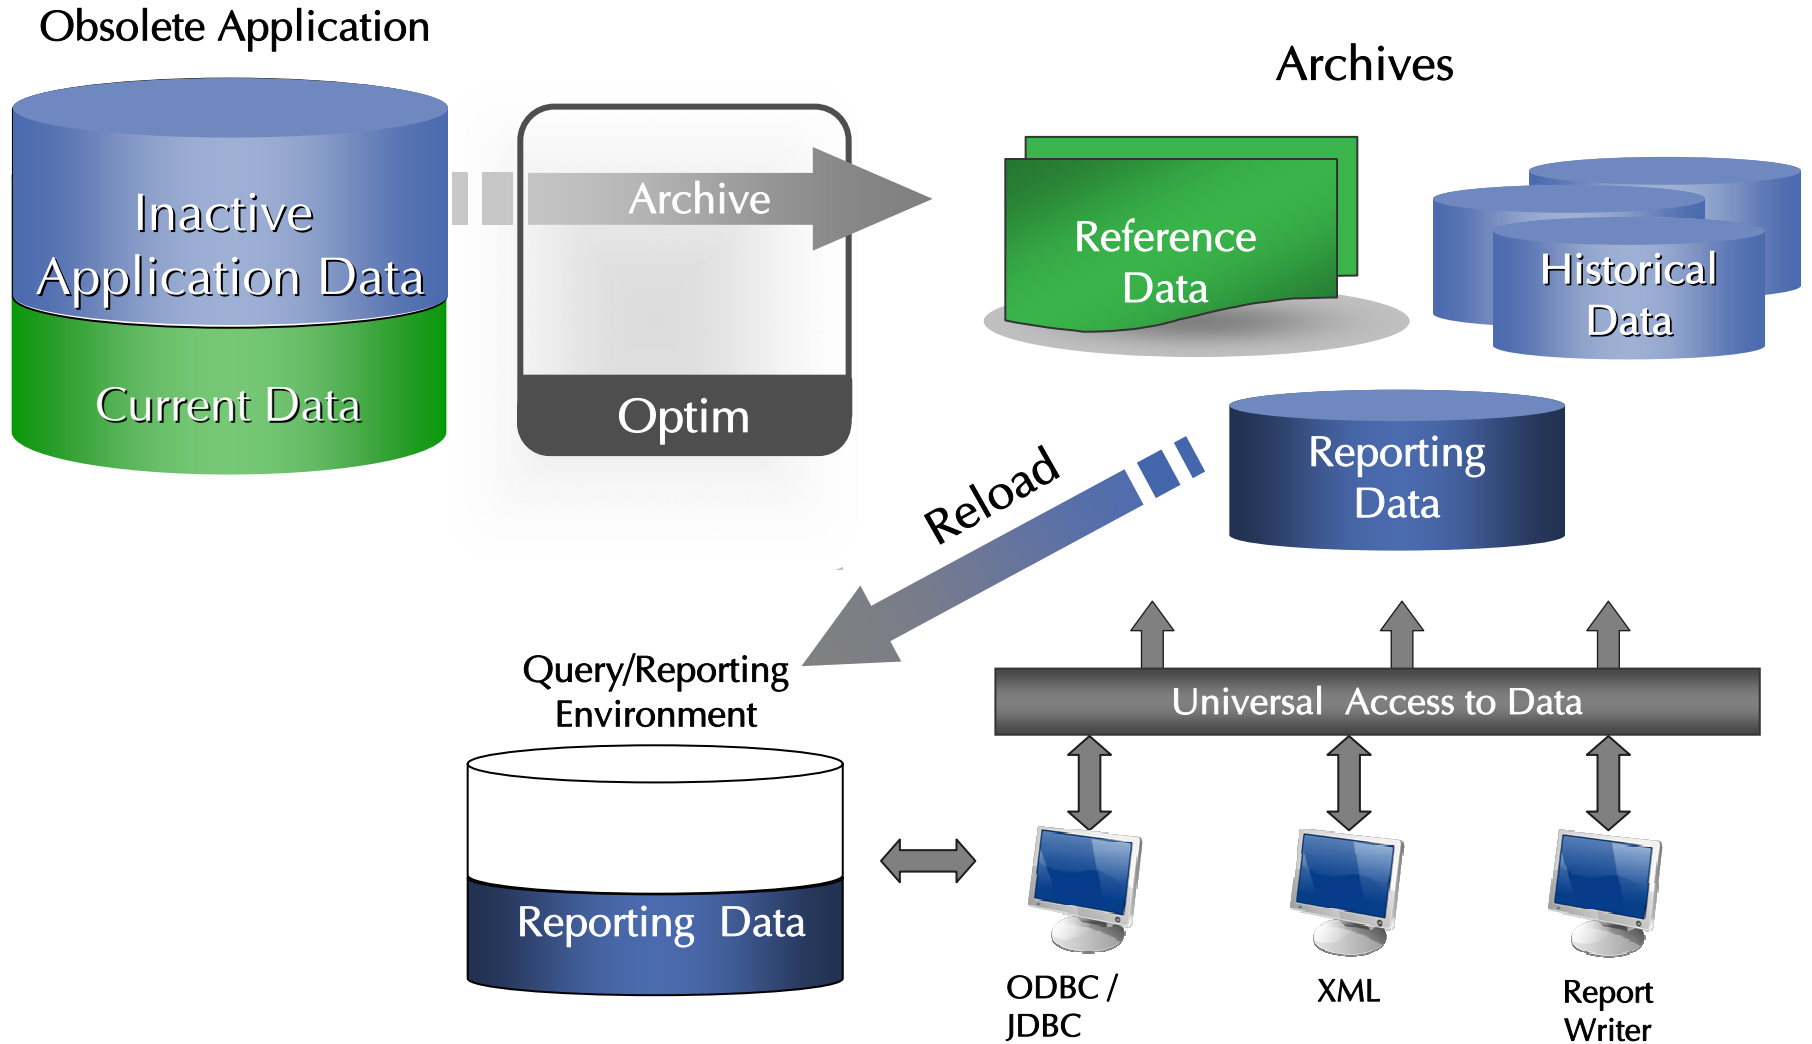 Obsolete Application
Inactive
Application Data
Current Data
Archive
Optim
Archives
Reference
Data
Historical
Data
Reporting
Data
Reload
Query/Reporting
Environment
Reporting Data
Universal Access to Data
ODBC /
JDBC
XML
Report
Writer